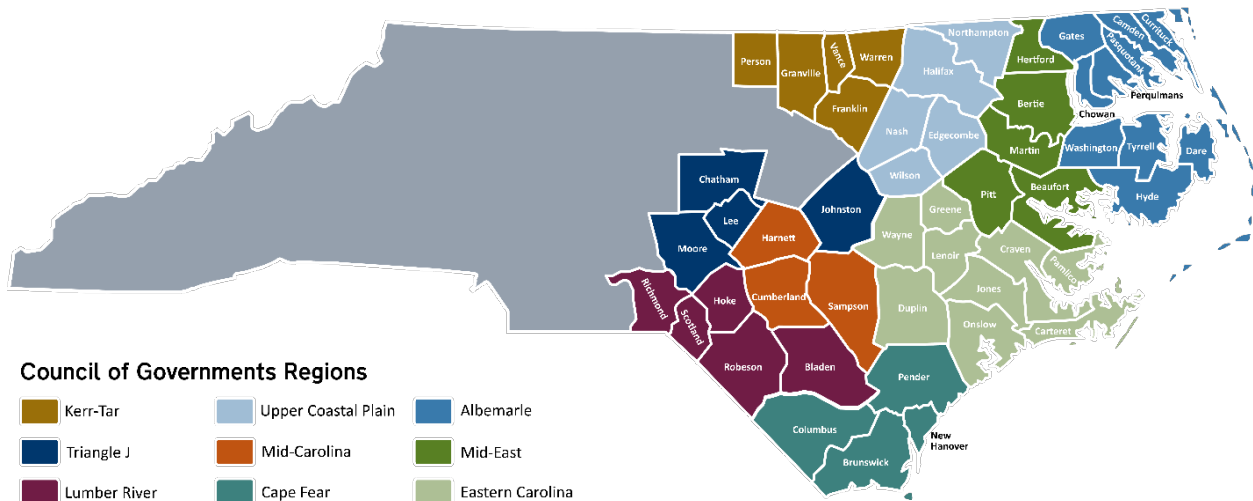 Northampton
Gates
Camden
Currituck
Pasquotank
Person
Granville
Vance
Warren
Halifax
Hertford
Perquimans
Bertie
Chowan
Franklin
Nash
Edgecombe
Martin
Washington
Tyrrell
Dare
Wilson
Chatham
Beaufort
Hyde
Pitt
Johnston
Greene
Lee
Harnett
Wayne
Moore
Craven
Lenoir
Pamlico
Richmond
Hoke
Cumberland
Sampson
Duplin
Jones
Scotland
Onslow
Carteret
Robeson
Bladen
Pender
Columbus
New
Hanover
Brunswick
Council of Governments Regions
Kerr-Tar
Upper Coastal Plain
Albemarle
Triangle J
Mid-Carolina
Mid-East
Lumber River
Cape Fear
Eastern Carolina